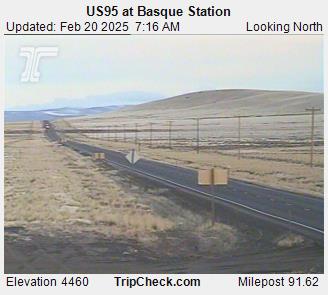 US95 at Basque Station
Updated: Feb 20 2025 7:16 AM Looking North
Elevation 4460 TripCheck.com Milepost 91.62